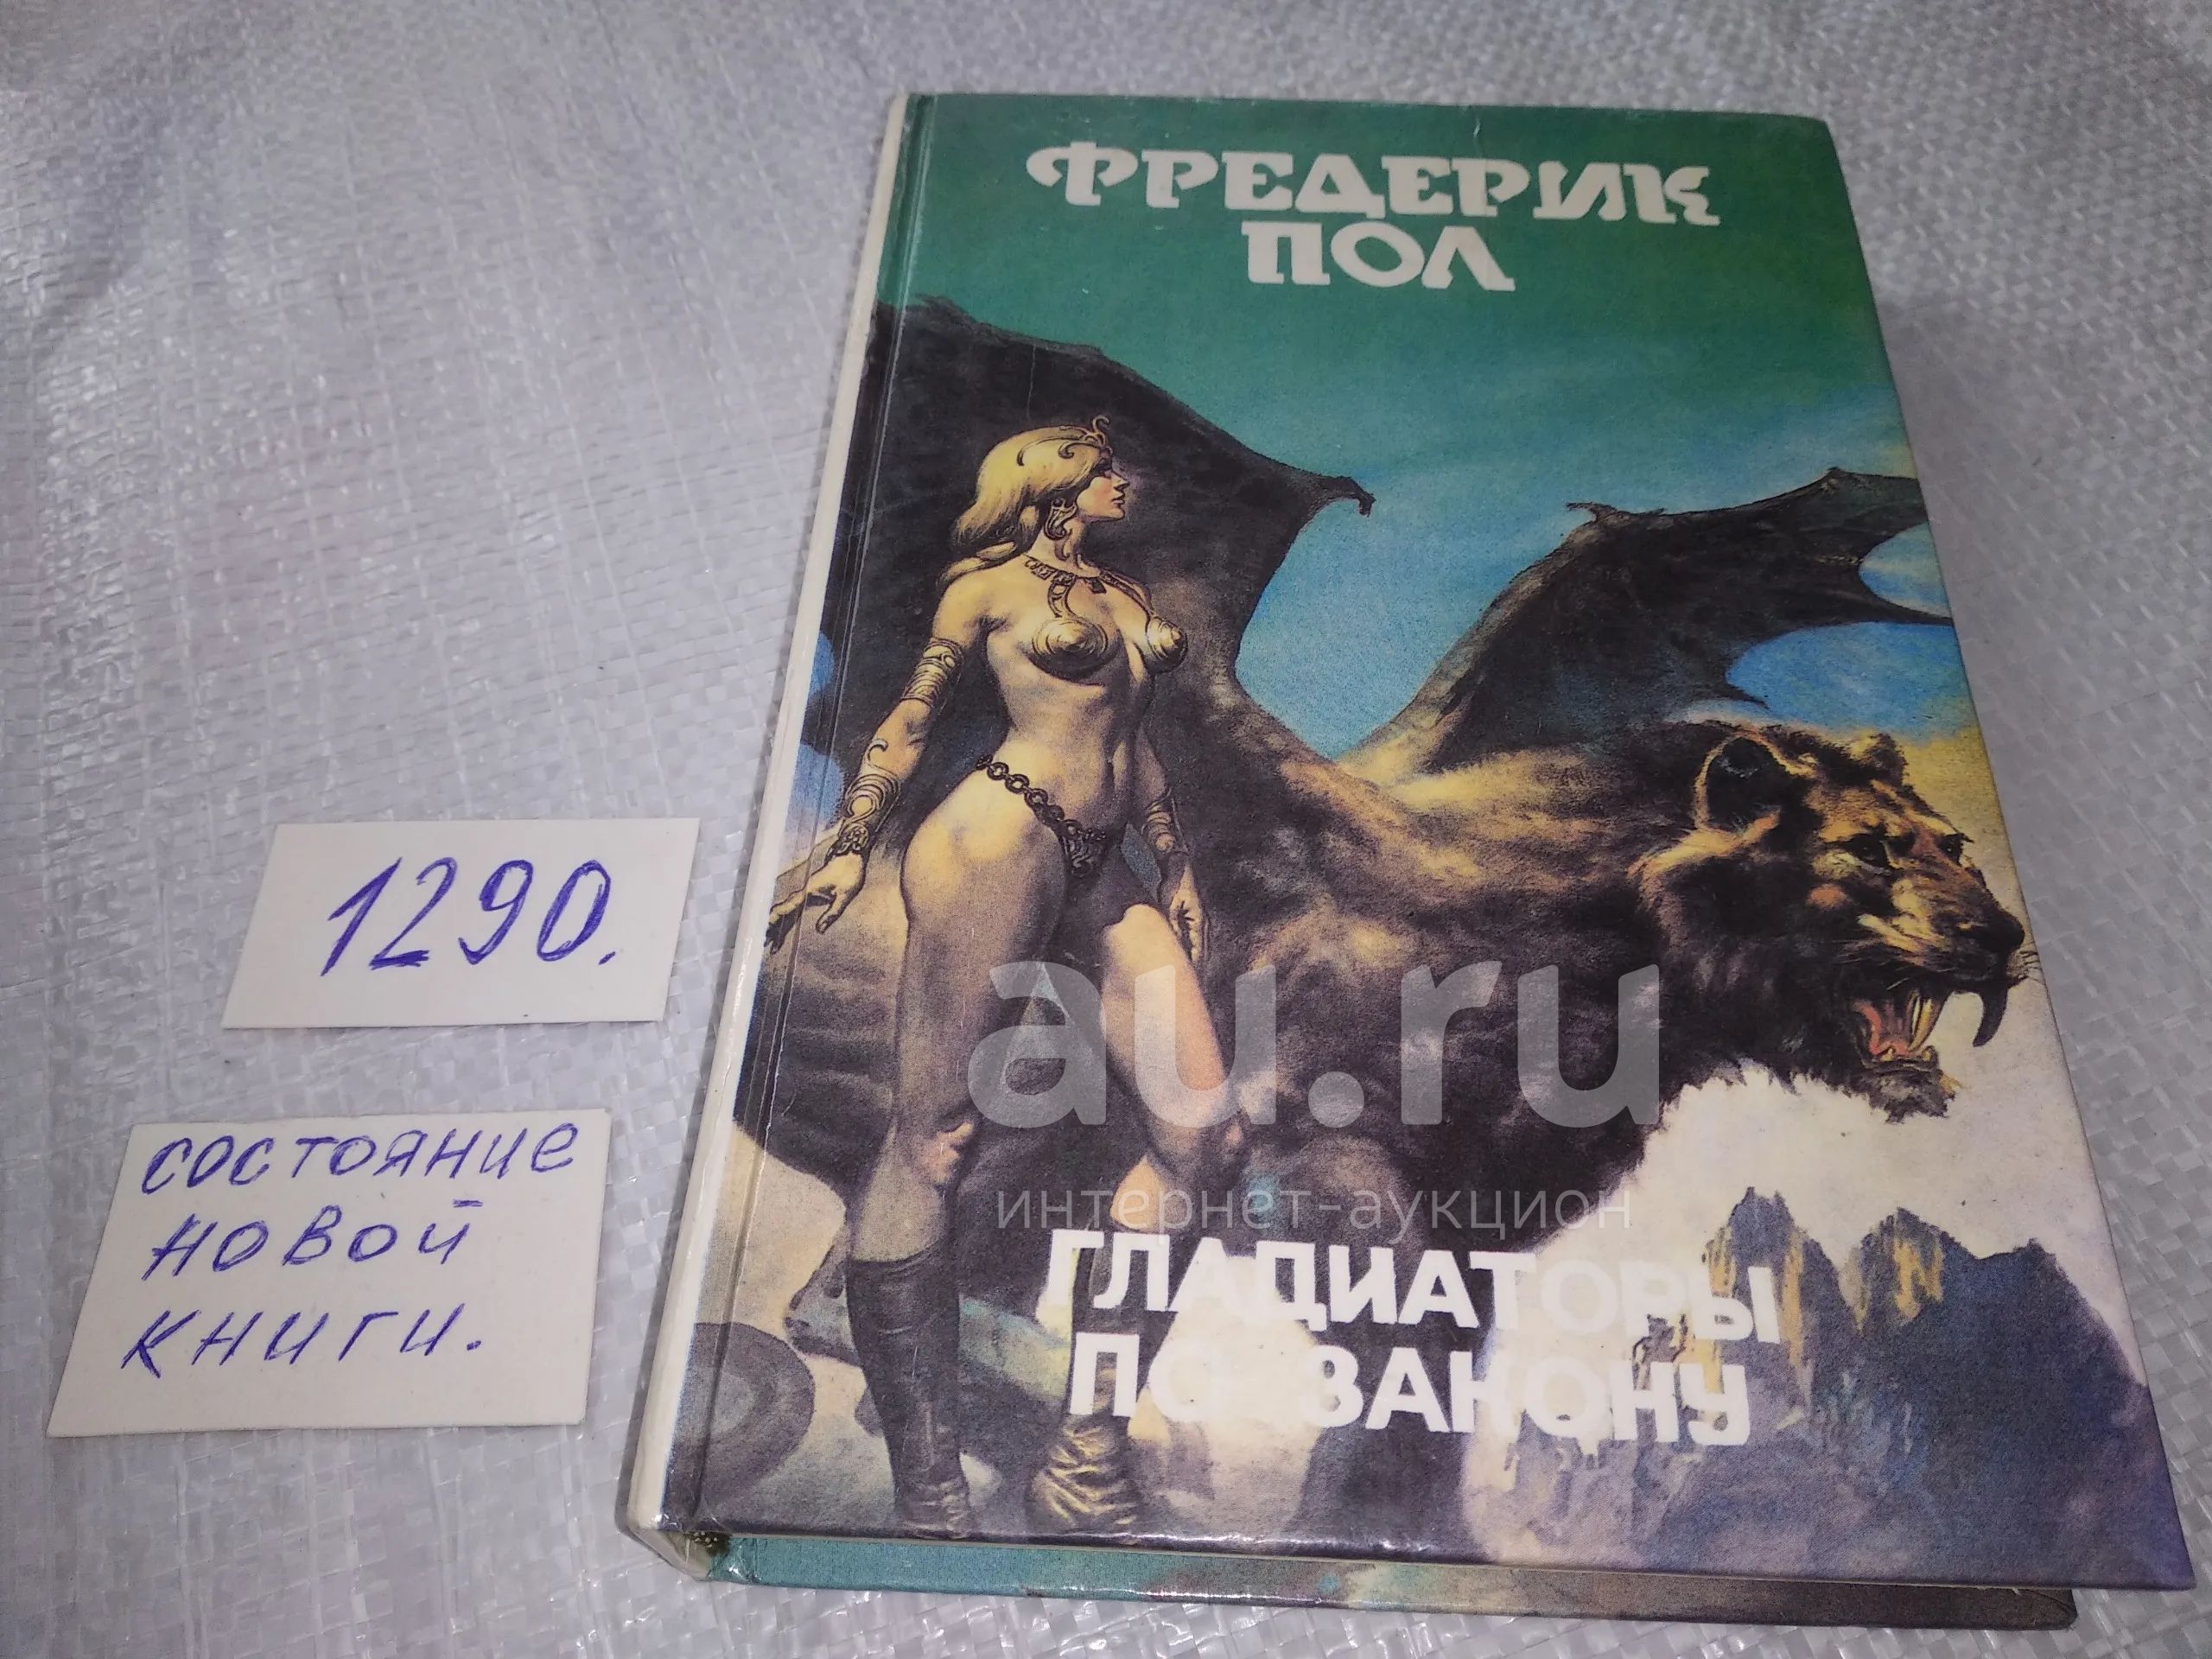 ФРЕДЕРИК
ПОЛ
1290.
состояние
новой
книги.
au.ru
интернет-аукцион
ГЛАДИАТОРЫ
ПО ЗАКОНУ